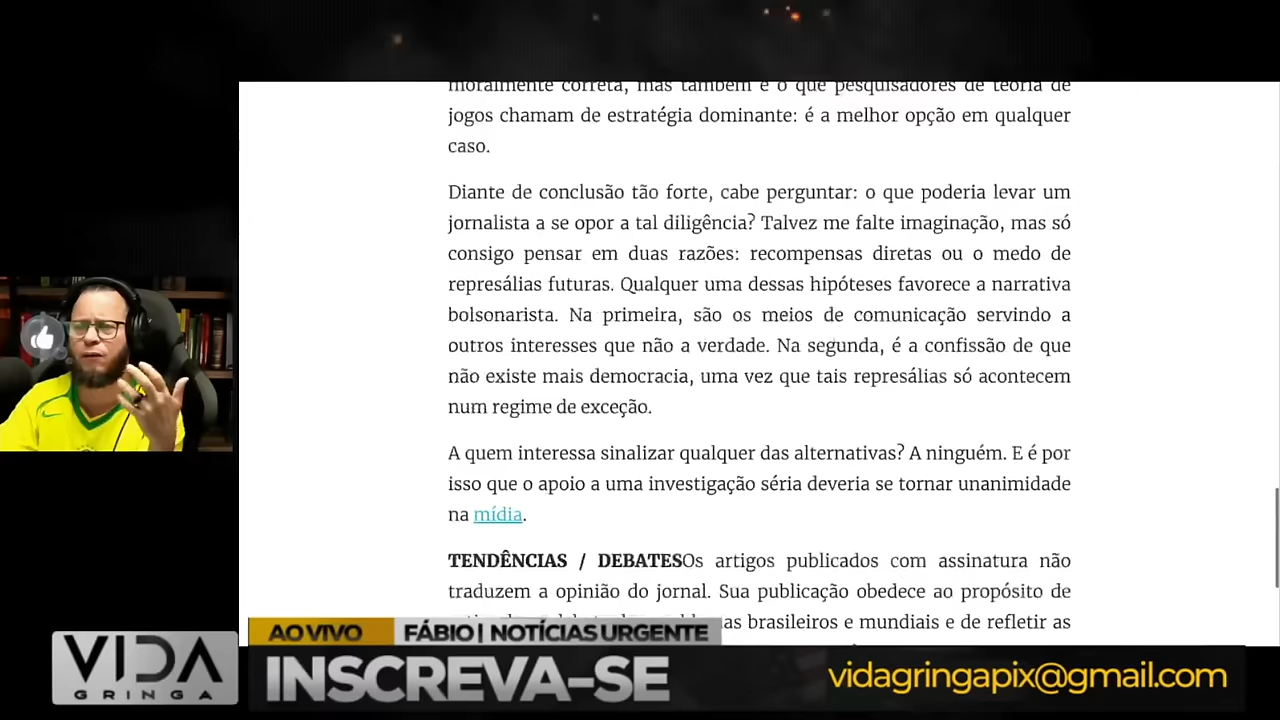 moralmente correta, mas também é o que pesquisadores de teoria de
jogos chamam de estratégia dominante: é a melhor opção em qualquer
caso.
Diante de conclusão tão forte, cabe perguntar: o que poderia levar um
jornalista a se opor a tal diligência? Talvez me falte imaginação, mas só
consigo pensar em duas razões: recompensas diretas ou o medo de
represálias futuras. Qualquer uma dessas hipóteses favorece a narrativa
bolsonarista. Na primeira, são os meios de comunicação servindo a
outros interesses que não a verdade. Na segunda, é a confissão de que
não existe mais democracia, uma vez que tais represálias só acontecem
num regime de exceção.
A quem interessa sinalizar qualquer das alternativas? A ninguém. E é por
isso que o apoio a uma investigação séria deveria se tornar unanimidade
na mídia.
TENDÊNCIAS / DEBATESOs artigos publicados com assinatura não
traduzem a opinião do jornal. Sua publicação obedece ao propósito de
brasileiros e mundiais e de refletir as
AO VIVO FÁBIO | NOTÍCIAS URGENTE
VIDA
GRINGA
INSCREVA-SE
vidagringapix@gmail.com